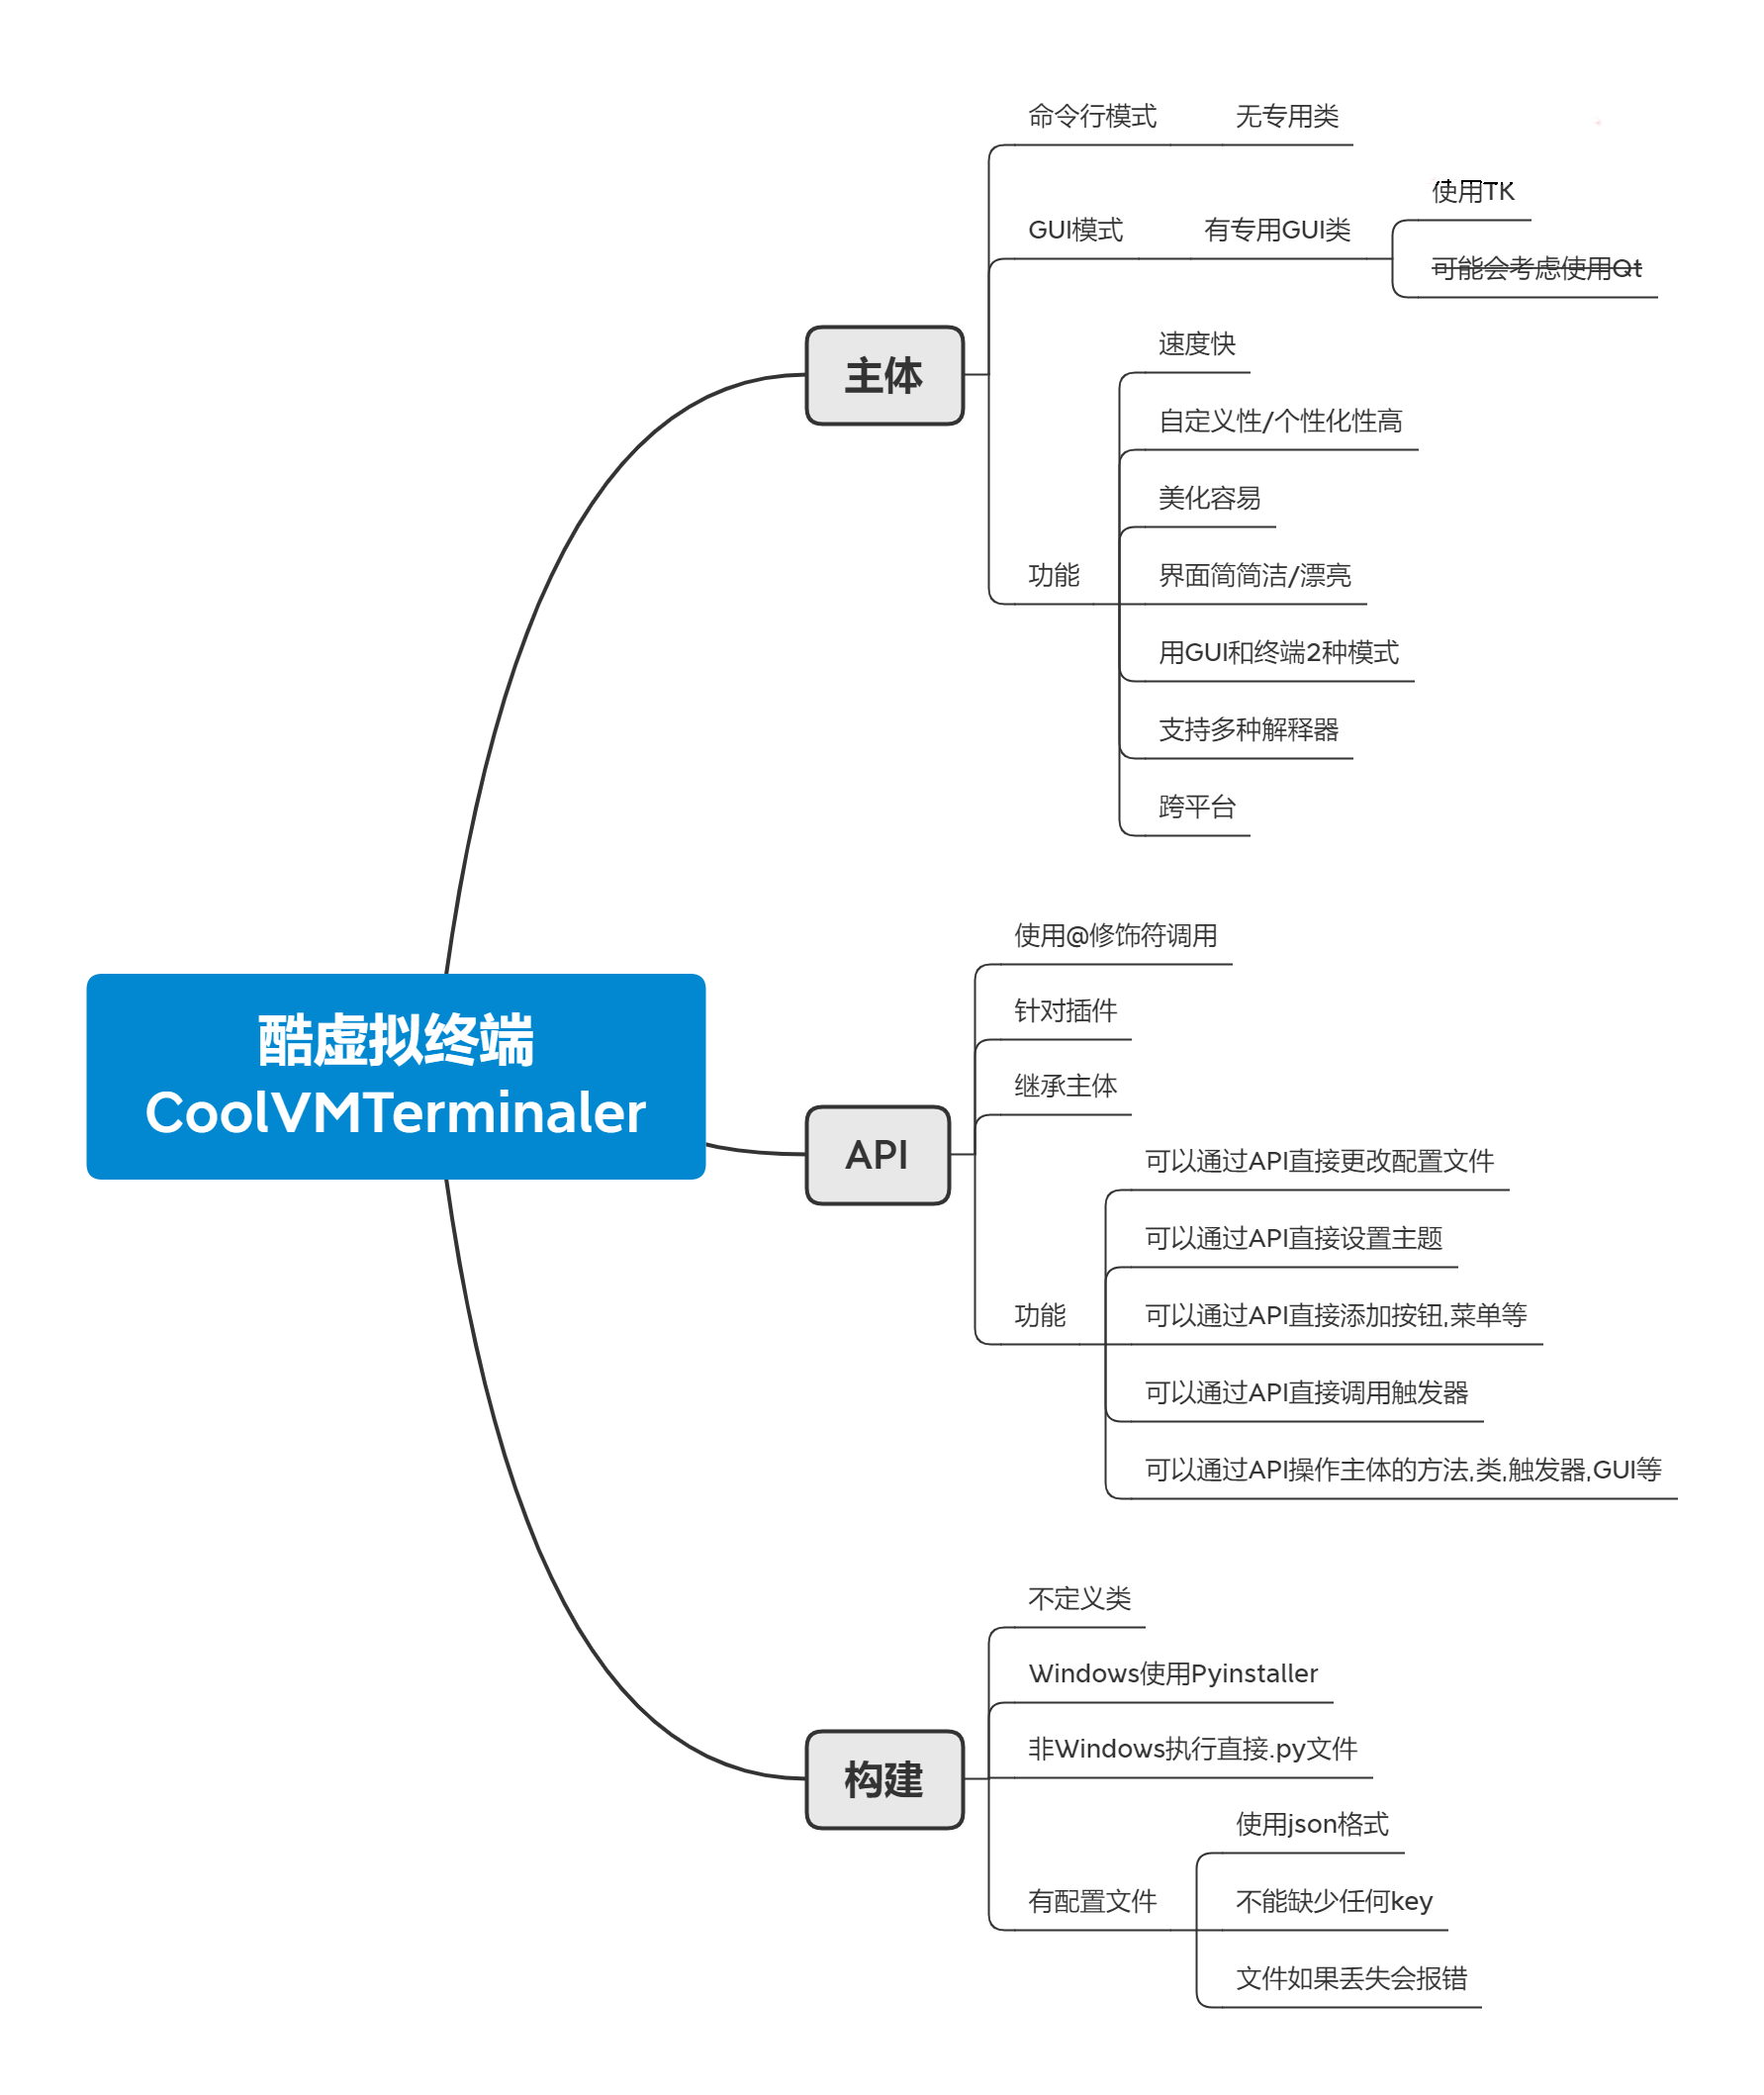 命令行模式
无专用类
GUI模式
有专用GUI类
使用TK
可能会考虑使用Qt
主体
功能
速度快
自定义性/个性化性高
美化容易
界面简简洁/漂亮
用GUI和终端2种模式
支持多种解释器
跨平台
酷虚拟终端
CoolVMTerminaler
API
使用@修饰符调用
针对插件
继承主体
功能
可以通过API直接更改配置文件
可以通过API直接设置主题
可以通过API直接添加按钮,菜单等
可以通过API直接调用触发器
可以通过API操作主体的方法,类,触发器,GUI等
构建
不定义类
Windows使用Pyinstaller
非Windows执行直接.py文件
有配置文件
使用json格式
不能缺少任何key
文件如果丢失会报错